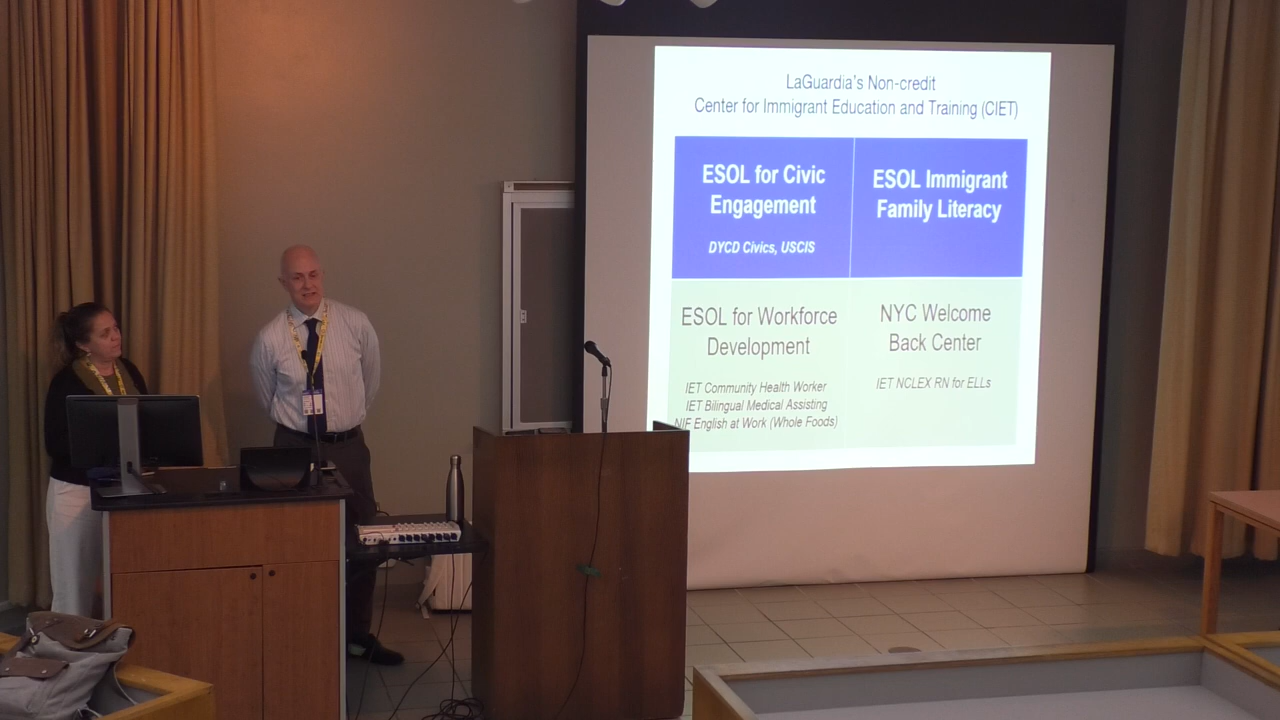 LaGuardia's Non-credit
Center for Immigrant Education and Training (CIET)
ESOL for Civic
Engagement
DYCD Civics, USCIS
ESOL Immigrant
Family Literacy
ESOL for Workforce
Development
IET Community Health Worker
IET Bilingual Medical Assisting
NIF English at Work (Whole Foods)
NYC Welcome
Back Center
IET NCLEX RN for ELLs